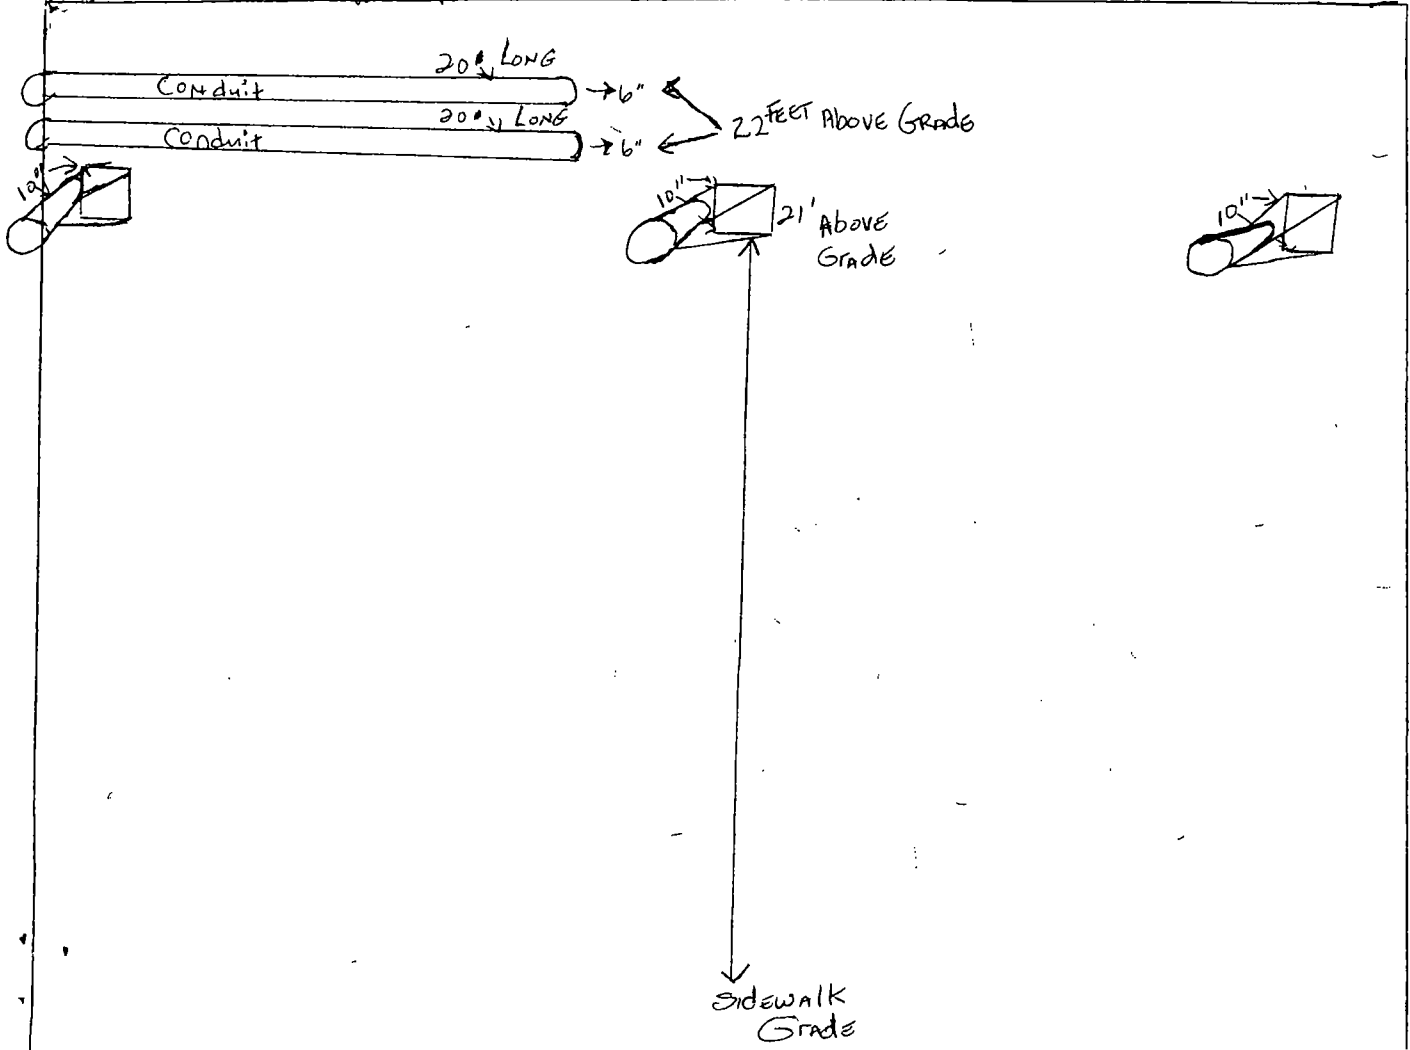 20' LONG
Conduit
6"
20' LONG
Conduit
6"
22 FEET ABOVE GRADE
10"
10"
21' ABOVE
GRADE
10"
SIDEWALK
GRADE